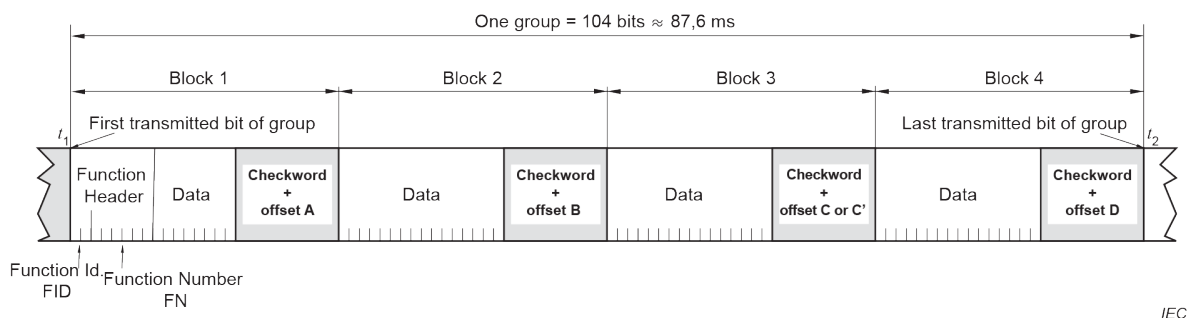 One group = 104 bits ≈ 87,6 ms
Block 1
Block 2
Block 3
Block 4
t1
First transmitted bit of group
Last transmitted bit of group
t2
Function
Header
Data
Checkword
+
offset A
Data
Checkword
+
offset B
Data
Checkword
+
offset C or C’
Data
Checkword
+
offset D
Function Id.
FID
Function Number
FN
IEC